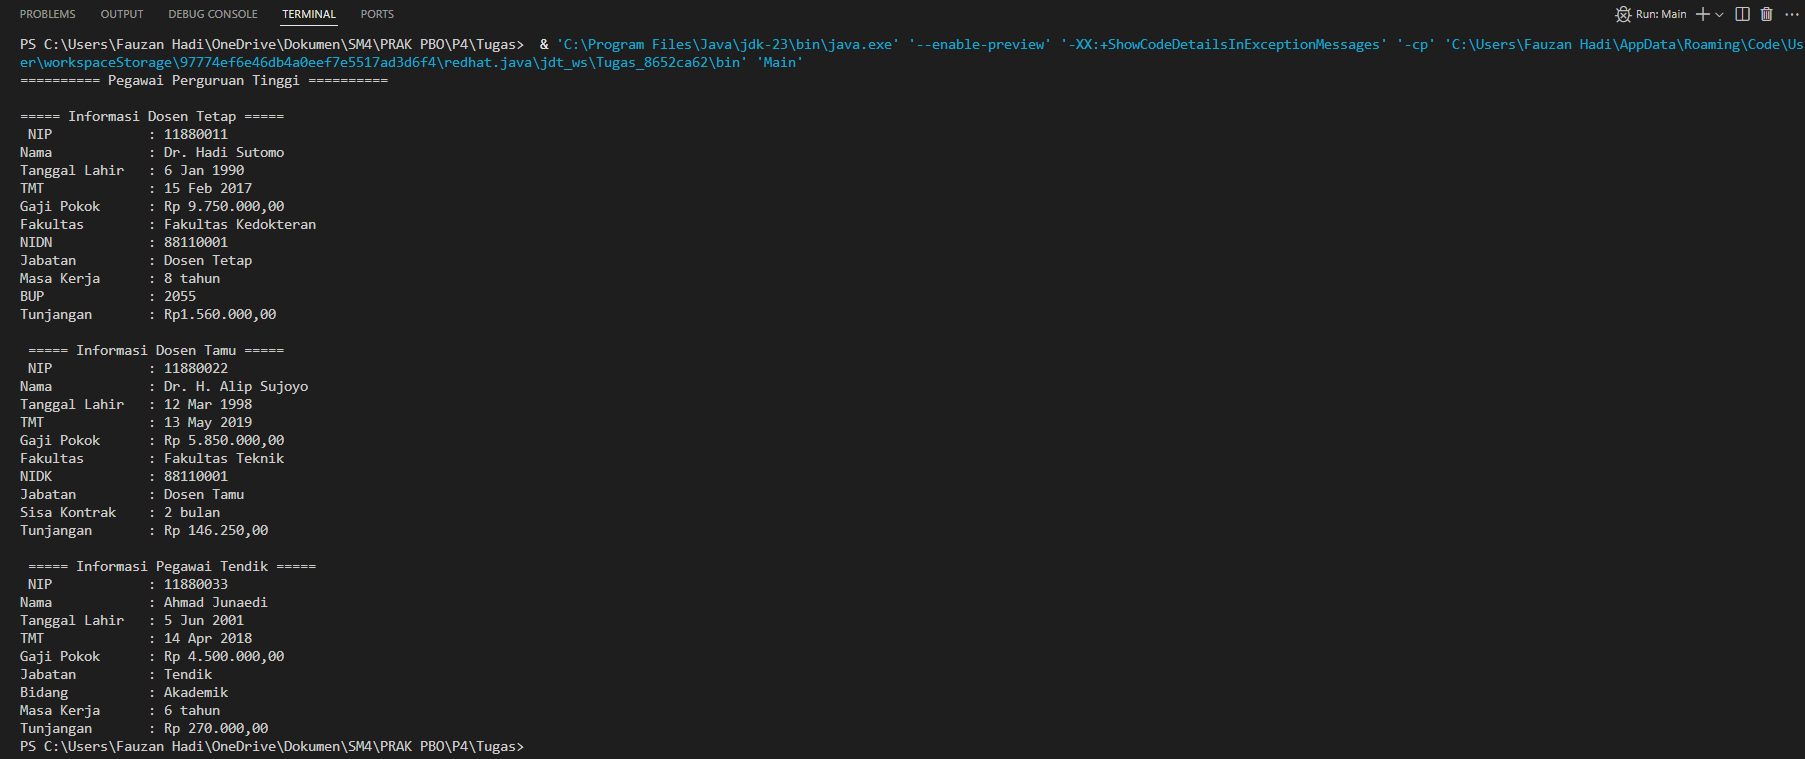 PROBLEMS OUTPUT DEBUG CONSOLE TERMINAL PORTS Run: Main
PS C:\Users\Fauzan Hadi\OneDrive\Dokumen\SM4\PRAK PBO\P4\Tugas>  & 'C:\Program Files\Java\jdk-23\bin\java.exe' '--enable-preview' '-XX:+ShowCodeDetailsInExceptionMessages' '-cp' 'C:\Users\Fauzan Hadi\AppData\Roaming\Code\Us
er\workspaceStorage\97774ef6e46db4a0eef7e5517ad3d6f4\redhat.java\jdt_ws\Tugas_8652ca62\bin' 'Main'
========== Pegawai Perguruan Tinggi ==========
===== Informasi Dosen Tetap =====
 NIP            : 11880011
Nama            : Dr. Hadi Sutomo
Tanggal Lahir   : 6 Jan 1990
TMT             : 15 Feb 2017
Gaji Pokok      : Rp 9.750.000,00
Fakultas        : Fakultas Kedokteran
NIDN            : 88110001
Jabatan         : Dosen Tetap
Masa Kerja      : 8 tahun
BUP             : 2055
Tunjangan       : Rp1.560.000,00
 ===== Informasi Dosen Tamu =====
 NIP            : 11880022
Nama            : Dr. H. Alip Sujoyo
Tanggal Lahir   : 12 Mar 1998
TMT             : 13 May 2019
Gaji Pokok      : Rp 5.850.000,00
Fakultas        : Fakultas Teknik
NIDK            : 88110001
Jabatan         : Dosen Tamu
Sisa Kontrak    : 2 bulan
Tunjangan       : Rp 146.250,00
 ===== Informasi Pegawai Tendik =====
 NIP            : 11880033
Nama            : Ahmad Junaedi
Tanggal Lahir   : 5 Jun 2001
TMT             : 14 Apr 2018
Gaji Pokok      : Rp 4.500.000,00
Jabatan         : Tendik
Bidang          : Akademik
Masa Kerja      : 6 tahun
Tunjangan       : Rp 270.000,00
PS C:\Users\Fauzan Hadi\OneDrive\Dokumen\SM4\PRAK PBO\P4\Tugas>